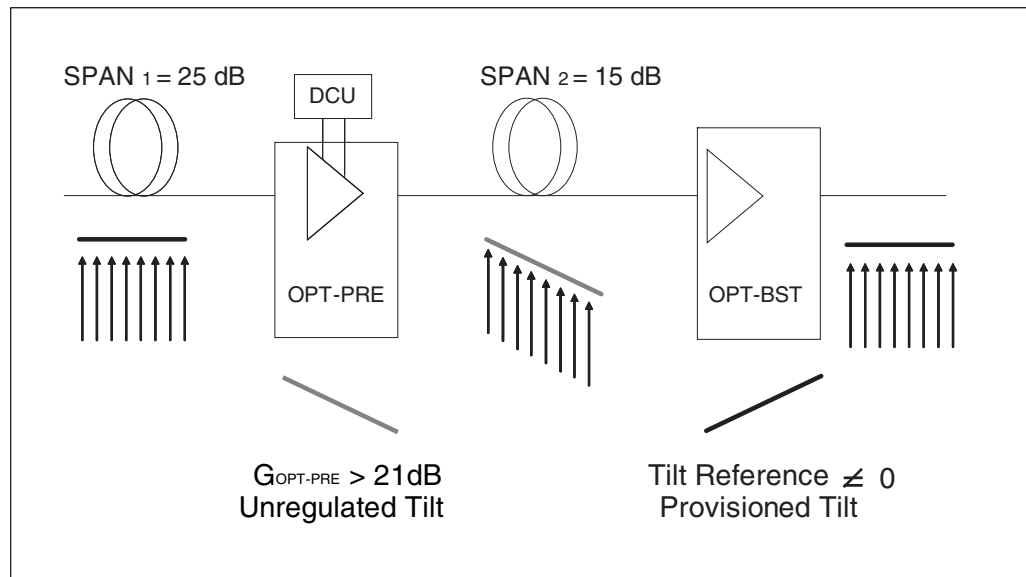 SPAN 1 = 25 dB
SPAN 2 = 15 dB
DCU
OPT-PRE
OPT-BST
GOPT-PRE > 21dB
Unregulated Tilt
Tilt Reference ≠ 0
Provisioned Tilt